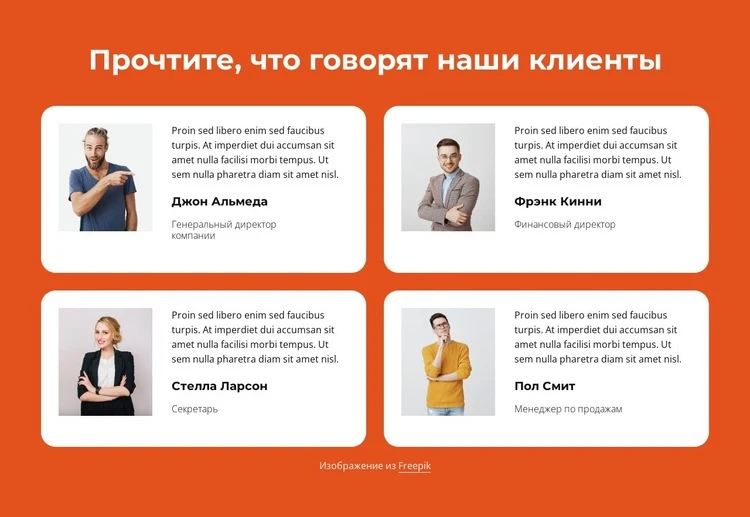 Прочтите, что говорят наши клиенты
Proin sed libero enim sed faucibus
turpis. At imperdiet dui accumsan sit
amet nulla facilisi morbi tempus. Ut
sem nulla pharetra diam sit amet nisl.
Джон Альмеда
Генеральный директор
компании
Proin sed libero enim sed faucibus
turpis. At imperdiet dui accumsan sit
amet nulla facilisi morbi tempus. Ut
sem nulla pharetra diam sit amet nisl.
Фрэнк Кинни
Финансовый директор
Proin sed libero enim sed faucibus
turpis. At imperdiet dui accumsan sit
amet nulla facilisi morbi tempus. Ut
sem nulla pharetra diam sit amet nisl.
Стелла Ларсон
Секретарь
Proin sed libero enim sed faucibus
turpis. At imperdiet dui accumsan sit
amet nulla facilisi morbi tempus. Ut
sem nulla pharetra diam sit amet nisl.
Пол Смит
Менеджер по продажам
Изображение из Freepik